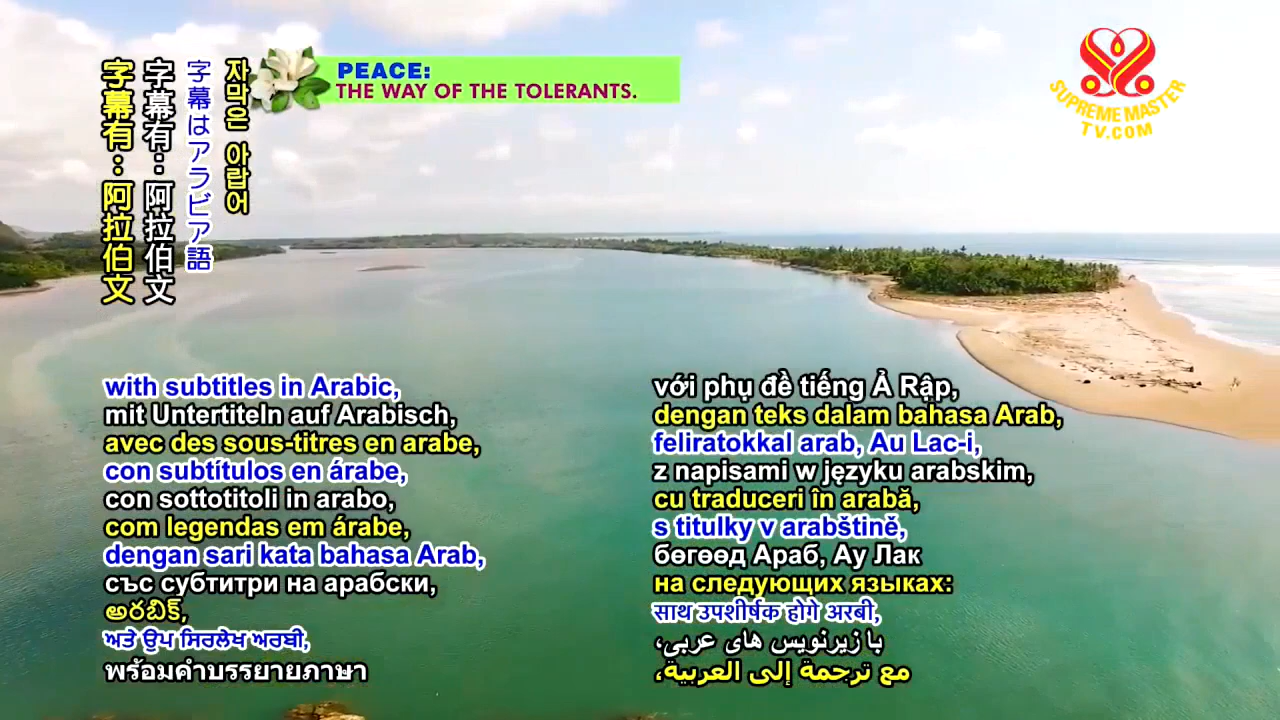 字幕有：阿拉伯文
字幕有：阿拉伯文
字幕はアラビア語
자막은 아랍어
PEACE:
THE WAY OF THE TOLERANTS.
SUPREME MASTER
TV.COM
with subtitles in Arabic,
mit Untertiteln auf Arabisch,
avec des sous-titres en arabe,
con subtítulos en árabe,
con sottotitoli in arabo,
com legendas em árabe,
dengan sari kata bahasa Arab,
със субтитри на арабски,
అరబిక్,
ਅਤੇ ਉਪ ਸਿਰਲੇਖ ਅਰਬੀ,
พร้อมคำบรรยายภาษา
với phụ đề tiếng Ả Rập,
dengan teks dalam bahasa Arab,
feliratokkal arab, Au Lac-i,
z napisami w języku arabskim,
cu traduceri în arabă,
s titulky v arabštině,
бөгөөд Араб, Ау Лак
на следующих языках:
साथ उपशीर्षक होगे अरबी,
با زیرنویس های عربی،
مع ترجمة إلى العربية،